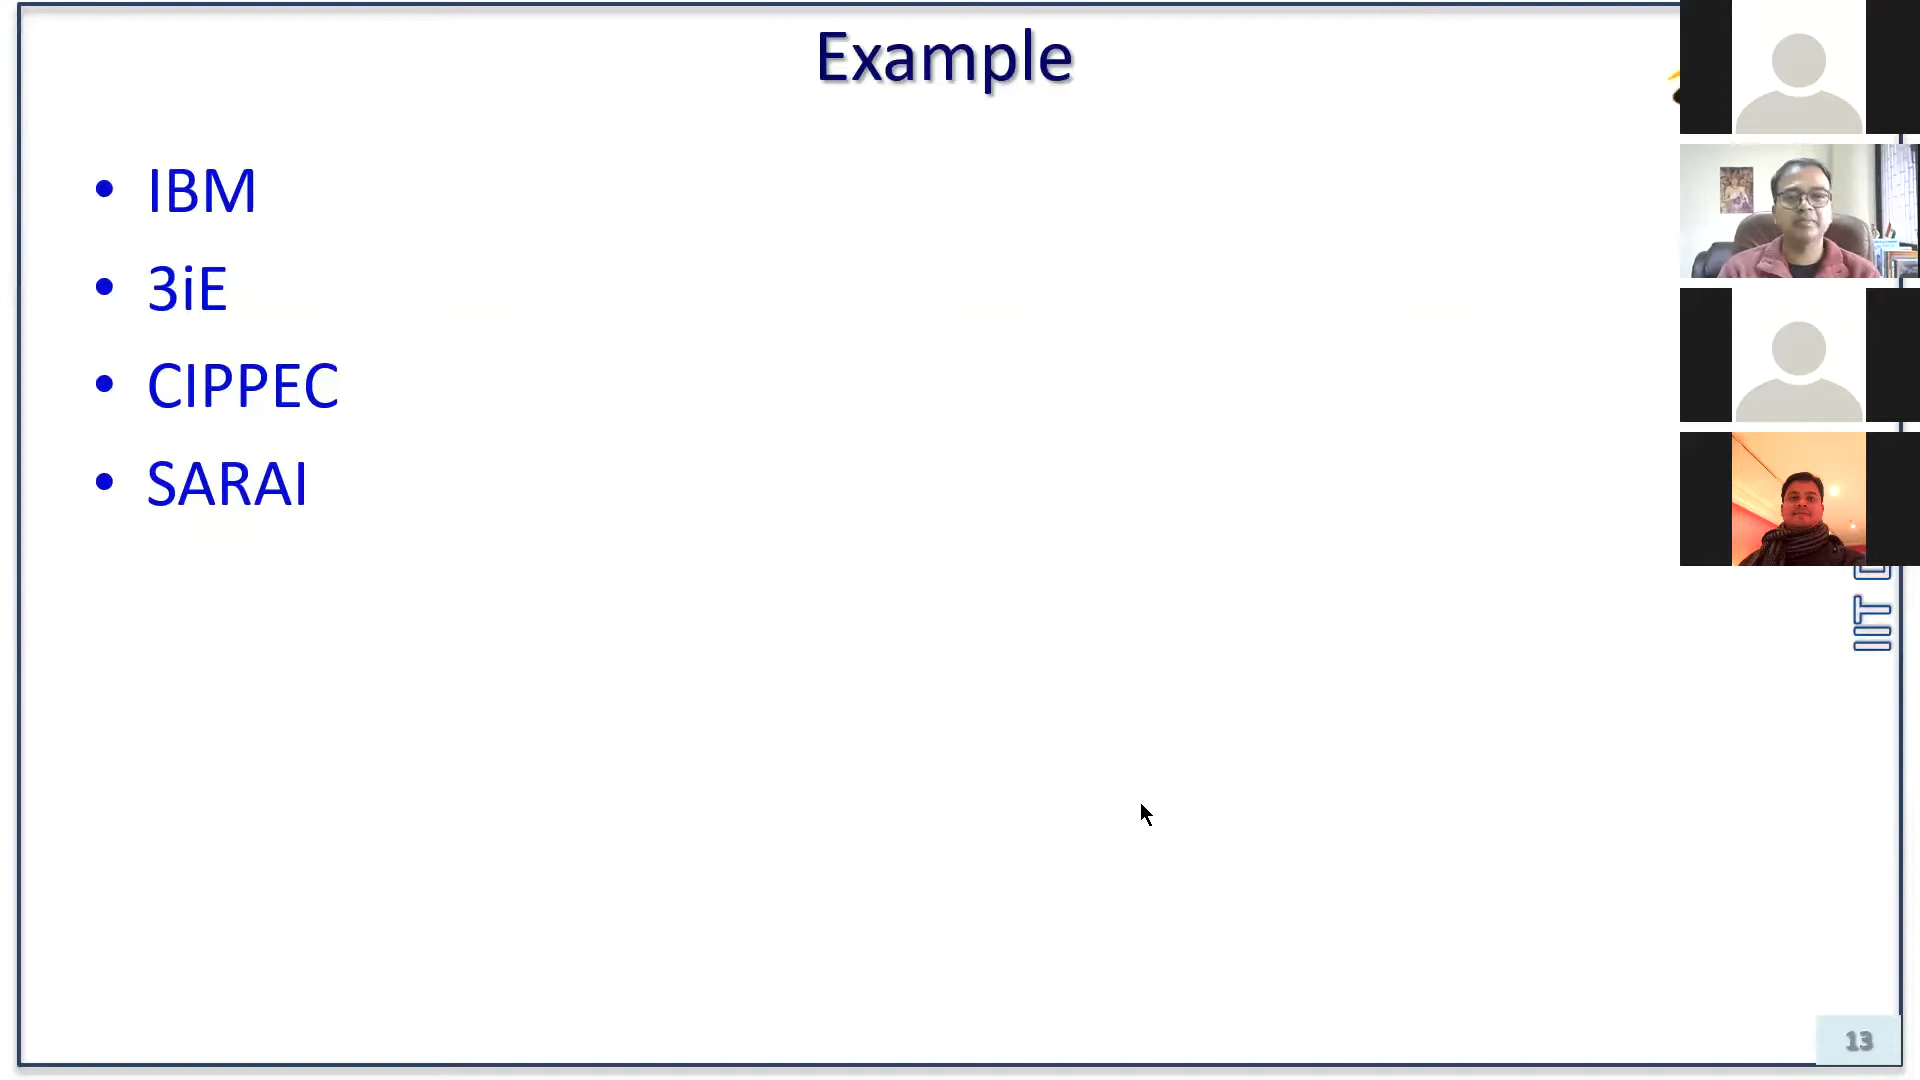 Example
• IBM
• 3iE
• CIPPEC
• SARAI
IIT
13